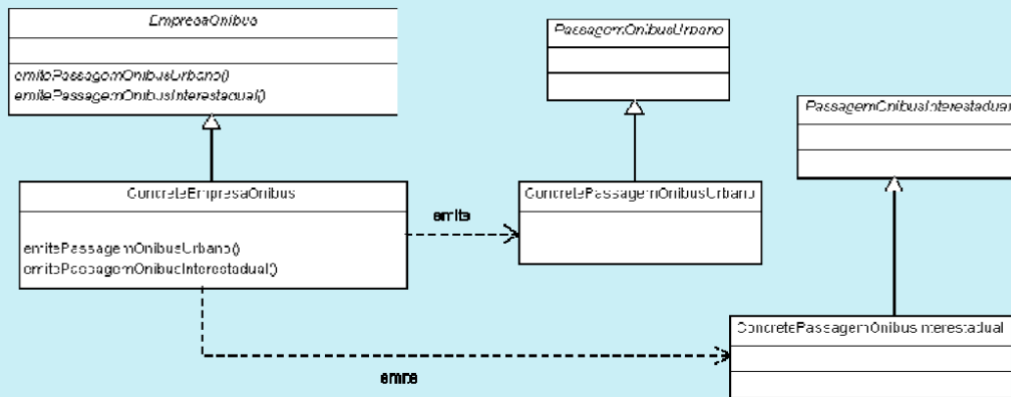 EmpresaOnibus
emitePassagemOnibusUrbano()
emitePassagemOnibusInterestadual()
PassagemOnibusUrbano
PassagemOnibusInterestadual
ConcreteEmpresaOnibus
emitePassagemOnibusUrbano()
emitePassagemOnibusInterestadual()
emite
ConcretePassagemOnibusUrbano
ConcretePassagemOnibusInterestadual
emite